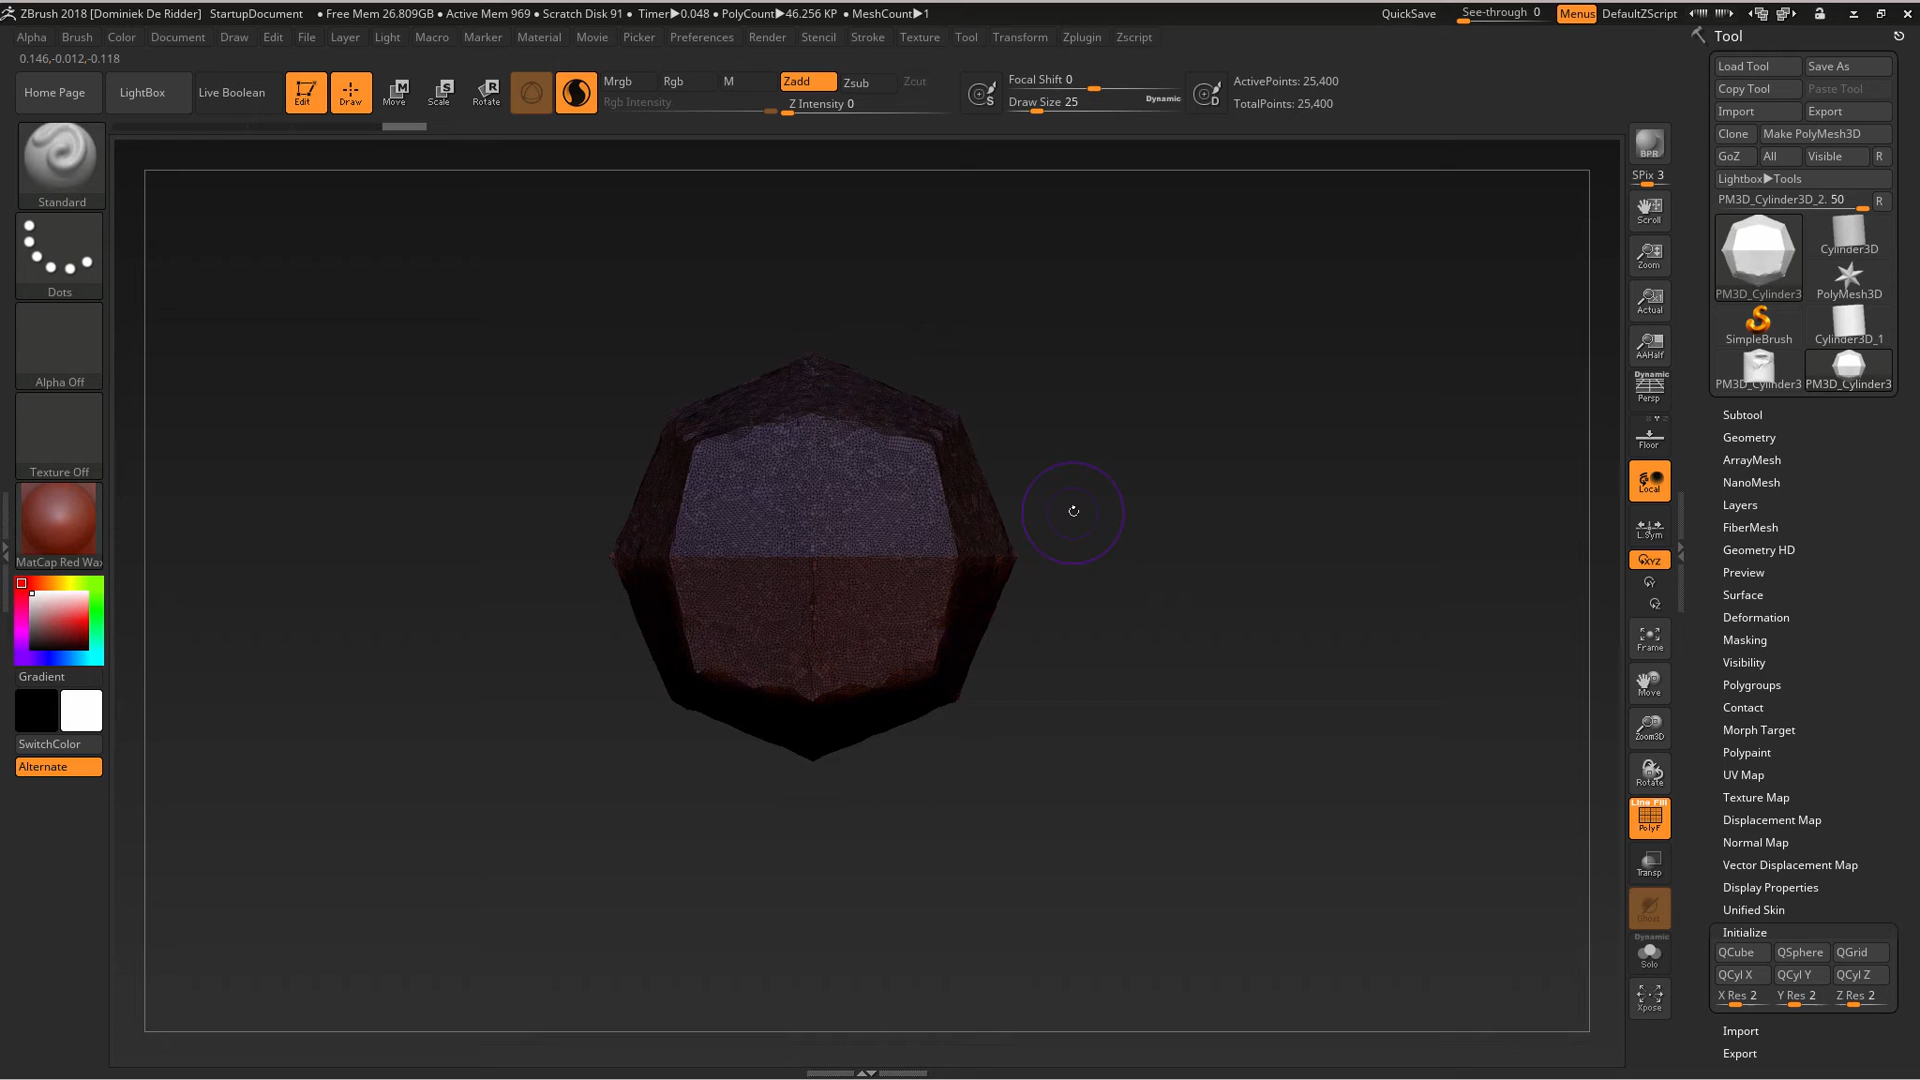 ZBrush 2018 [Dominiek De Ridder] StartupDocument • Free Mem 26.809GB • Active Mem 969 • Scratch Disk 91 • Timer▶0.048 • PolyCount▶46.256 KP • MeshCount▶1 QuickSave See-through 0 Menus DefaultZScript
Alpha Brush Color Document Draw Edit File Layer Light Macro Marker Material Movie Picker Preferences Render Stencil Stroke Texture Tool Transform Zplugin Zscript
0.146,-0.012,-0.118
Home Page LightBox Live Boolean Edit Draw Move Scale Rotate
Mrgb Rgb M Zadd Zsub Zcut
Rgb Intensity Z Intensity 0
S
Focal Shift 0
Draw Size 25 Dynamic
D
ActivePoints: 25,400
TotalPoints: 25,400
Standard
Dots
Alpha Off
Texture Off
MatCap Red Wax
Gradient
SwitchColor
Alternate
BPR
SPix 3
Scroll
Zoom
Actual
AAHalf
Dynamic
Persp
Floor
Local
L.Sym
XYZ
Y
Z
Frame
Move
Zoom3D
Rotate
Line Fill
PolyF
Transp
Ghost
Dynamic
Solo
Xpose
Tool
Load Tool Save As
Copy Tool Paste Tool
Import Export
Clone Make PolyMesh3D
GoZ All Visible R
Lightbox▶Tools
PM3D_Cylinder3D_2. 50 R
PM3D_Cylinder3 Cylinder3D
PolyMesh3D
SimpleBrush Cylinder3D_1
PM3D_Cylinder3 PM3D_Cylinder3
Subtool
Geometry
ArrayMesh
NanoMesh
Layers
FiberMesh
Geometry HD
Preview
Surface
Deformation
Masking
Visibility
Polygroups
Contact
Morph Target
Polypaint
UV Map
Texture Map
Displacement Map
Normal Map
Vector Displacement Map
Display Properties
Unified Skin
Initialize
QCube QSphere QGrid
QCyl X QCyl Y QCyl Z
X Res 2 Y Res 2 Z Res 2
Import
Export